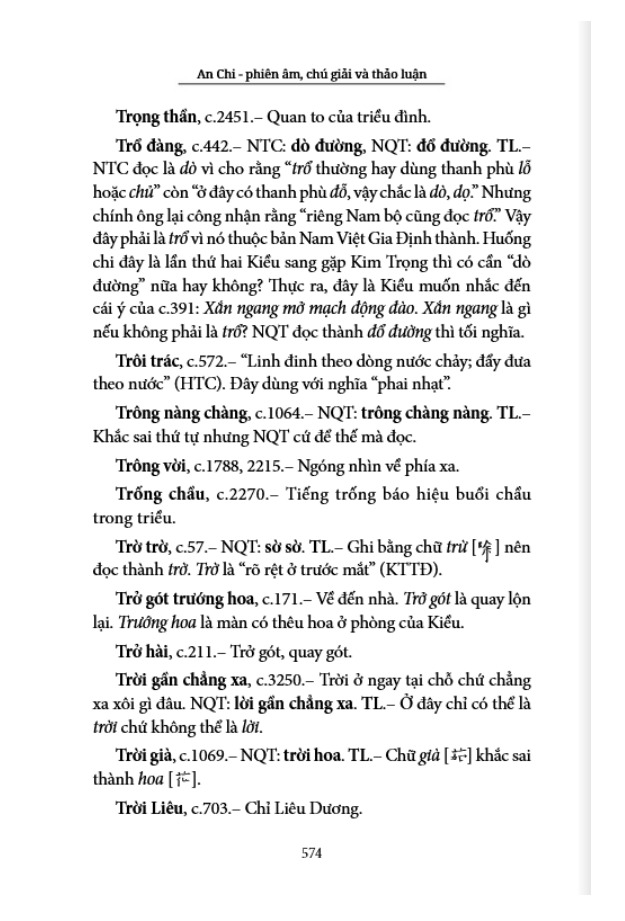 An Chi - phiên âm, chú giải và thảo luận
Trọng thần, c.2451.– Quan to của triều đình.
Trổ đàng, c.442.– NTC: dò đường, NQT: đổ đường. TL.–
NTC đọc là dò vì cho rằng “trổ thường hay dùng thanh phù lỗ
hoặc chủ” còn “ở đây có thanh phù đỗ, vậy chắc là dò, dọ.” Nhưng
chính ông lại công nhận rằng “riêng Nam bộ cũng đọc trổ.” Vậy
đây phải là trổ vì nó thuộc bản Nam Việt Gia Định thành. Huống
chi đây là lần thứ hai Kiều sang gặp Kim Trọng thì có cần “dò
đường” nữa hay không? Thực ra, đây là Kiều muốn nhắc đến
cái ý của c.391: Xắn ngang mở mạch động đào. Xắn ngang là gì
nếu không phải là trổ? NQT đọc thành đổ đường thì tối nghĩa.
Trôi trác, c.572.– “Linh đinh theo dòng nước chảy; đẩy đưa
theo nước” (HTC). Đây dùng với nghĩa “phai nhạt”.
Trông nàng chàng, c.1064.– NQT: trông chàng nàng. TL.–
Khắc sai thứ tự nhưng NQT cứ để thế mà đọc.
Trông vời, c.1788, 2215.– Ngóng nhìn về phía xa.
Trống chầu, c.2270.– Tiếng trống báo hiệu buổi chầu
trong triều.
Trờ trờ, c.57.– NQT: sờ sờ. TL.– Ghi bằng chữ trừ [ ] nên
đọc thành trờ. Trờ là “rõ rệt ở trước mắt” (KTTĐ).
Trở gót trướng hoa, c.171.– Về đến nhà. Trở gót là quay lộn
lại. Trướng hoa là màn có thêu hoa ở phòng của Kiều.
Trở hài, c.211.– Trở gót, quay gót.
Trời gần chẳng xa, c.3250.– Trời ở ngay tại chỗ chứ chẳng
xa xôi gì đâu. NQT: lời gần chẳng xa. TL.– Ở đây chỉ có thể là
trời chứ không thể là lời.
Trời già, c.1069.– NQT: trời hoa. TL.– Chữ già [ ] khắc sai
thành hoa [ ].
Trời Liêu, c.703.– Chỉ Liêu Dương.
574